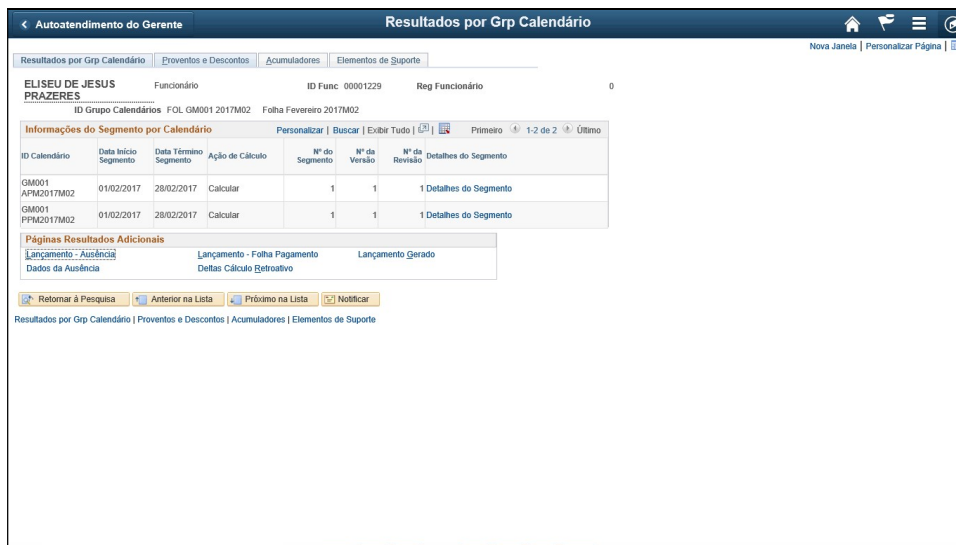 Autoatendimento do Gerente
Resultados por Grp Calendário
Nova Janela | Personalizar Página |
Resultados por Grp Calendário Proventos e Descontos Acumuladores Elementos de Suporte
ELISEU DE JESUS PRAZERES Funcionário ID Func 00001229 Reg Funcionário 0
ID Grupo Calendários FOL GM001 2017M02 Folha Fevereiro 2017M02
Informações do Segmento por Calendário Personalizar | Buscar | Exibir Tudo | | Primeiro 1-2 de 2 Último
ID Calendário Data Início Segmento Data Término Segmento Ação de Cálculo Nº do Segmento Nº da Versão Nº da Revisão Detalhes do Segmento
GM001 APM2017M02 01/02/2017 28/02/2017 Calcular 1 1 1 Detalhes do Segmento
GM001 PPM2017M02 01/02/2017 28/02/2017 Calcular 1 1 1 Detalhes do Segmento
Páginas Resultados Adicionais
Lançamento - Ausência Lançamento - Folha Pagamento Lançamento Gerado
Dados da Ausência Deltas Cálculo Retroativo
Retornar à Pesquisa Anterior na Lista Próximo na Lista Notificar
Resultados por Grp Calendário | Proventos e Descontos | Acumuladores | Elementos de Suporte